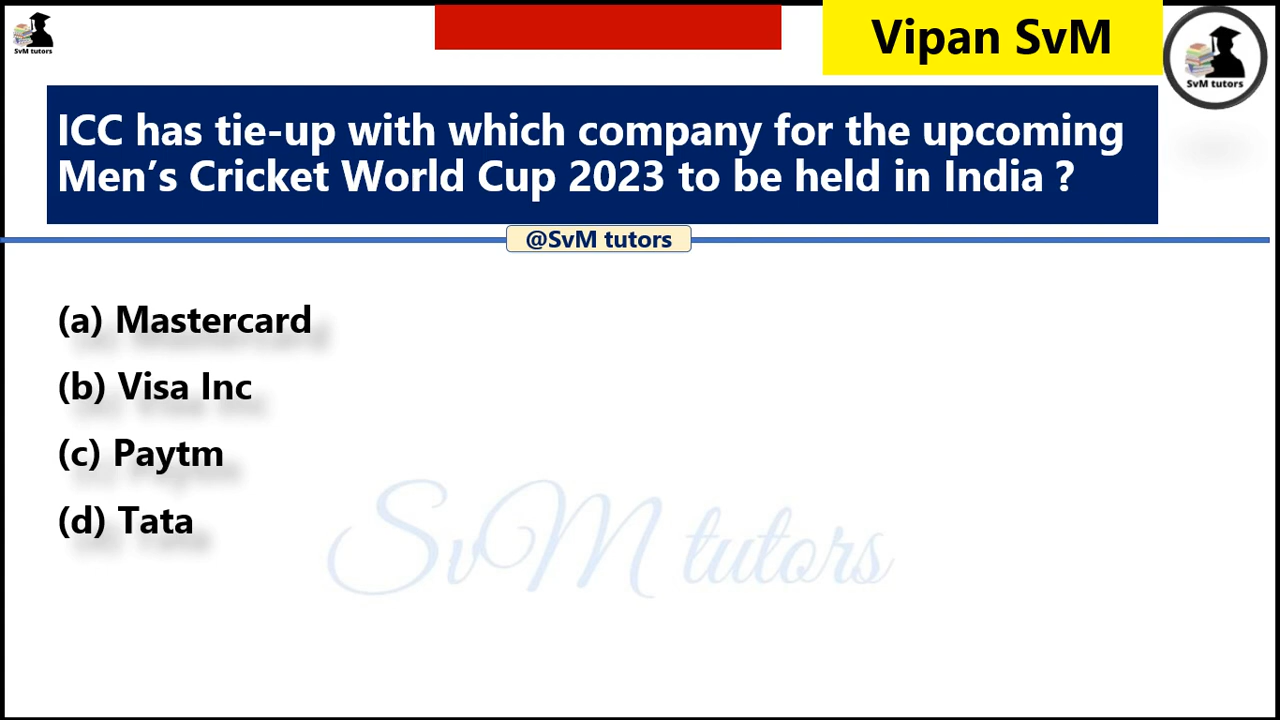 SvM tutors
Vipan SvM
SvM tutors
ICC has tie-up with which company for the upcoming
Men’s Cricket World Cup 2023 to be held in India ?
@SvM tutors
(a) Mastercard
(b) Visa Inc
(c) Paytm
(d) Tata
SvM tutors